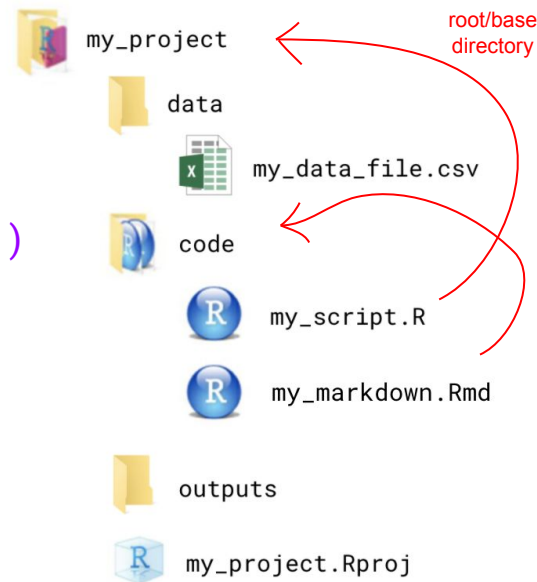 root/base
directory
my_project
data
my_data_file.csv
)
code
my_script.R
my_markdown.Rmd
outputs
my_project.Rproj